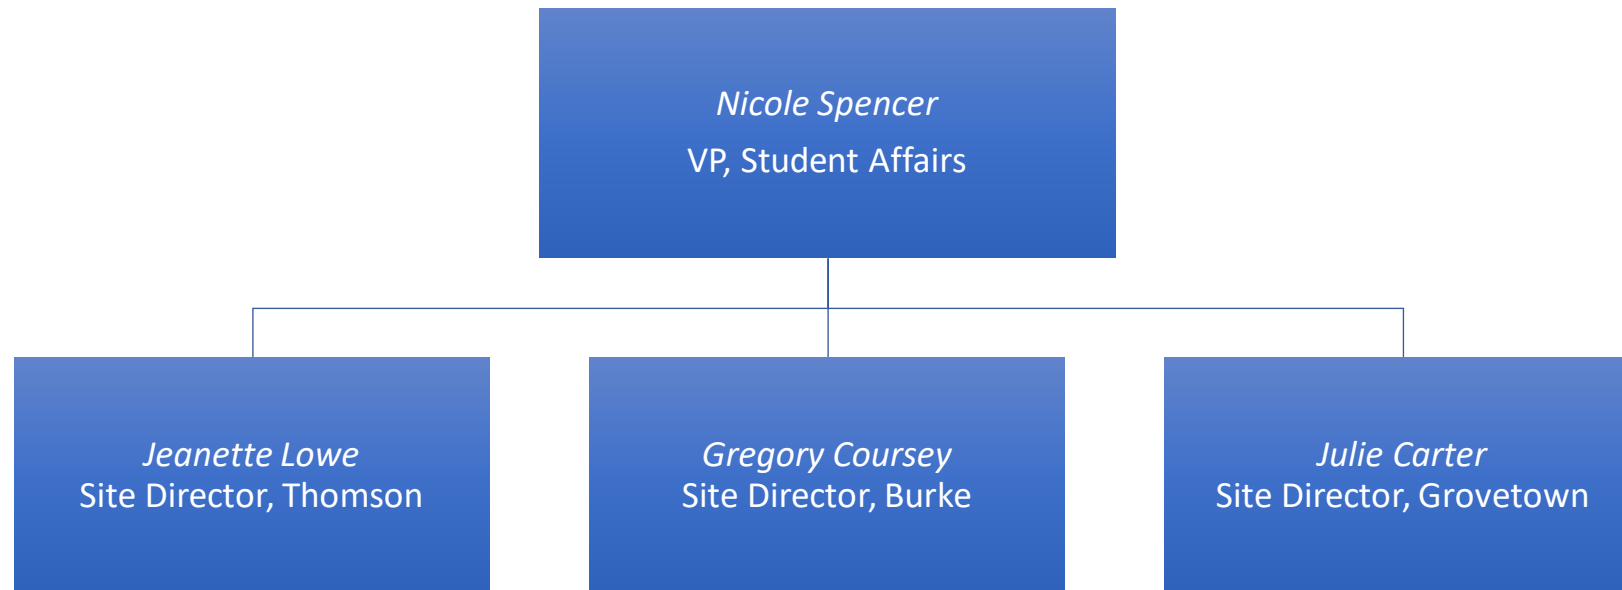 Nicole Spencer
VP, Student Affairs
Jeanette Lowe
Site Director, Thomson
Gregory Coursey
Site Director, Burke
Julie Carter
Site Director, Grovetown